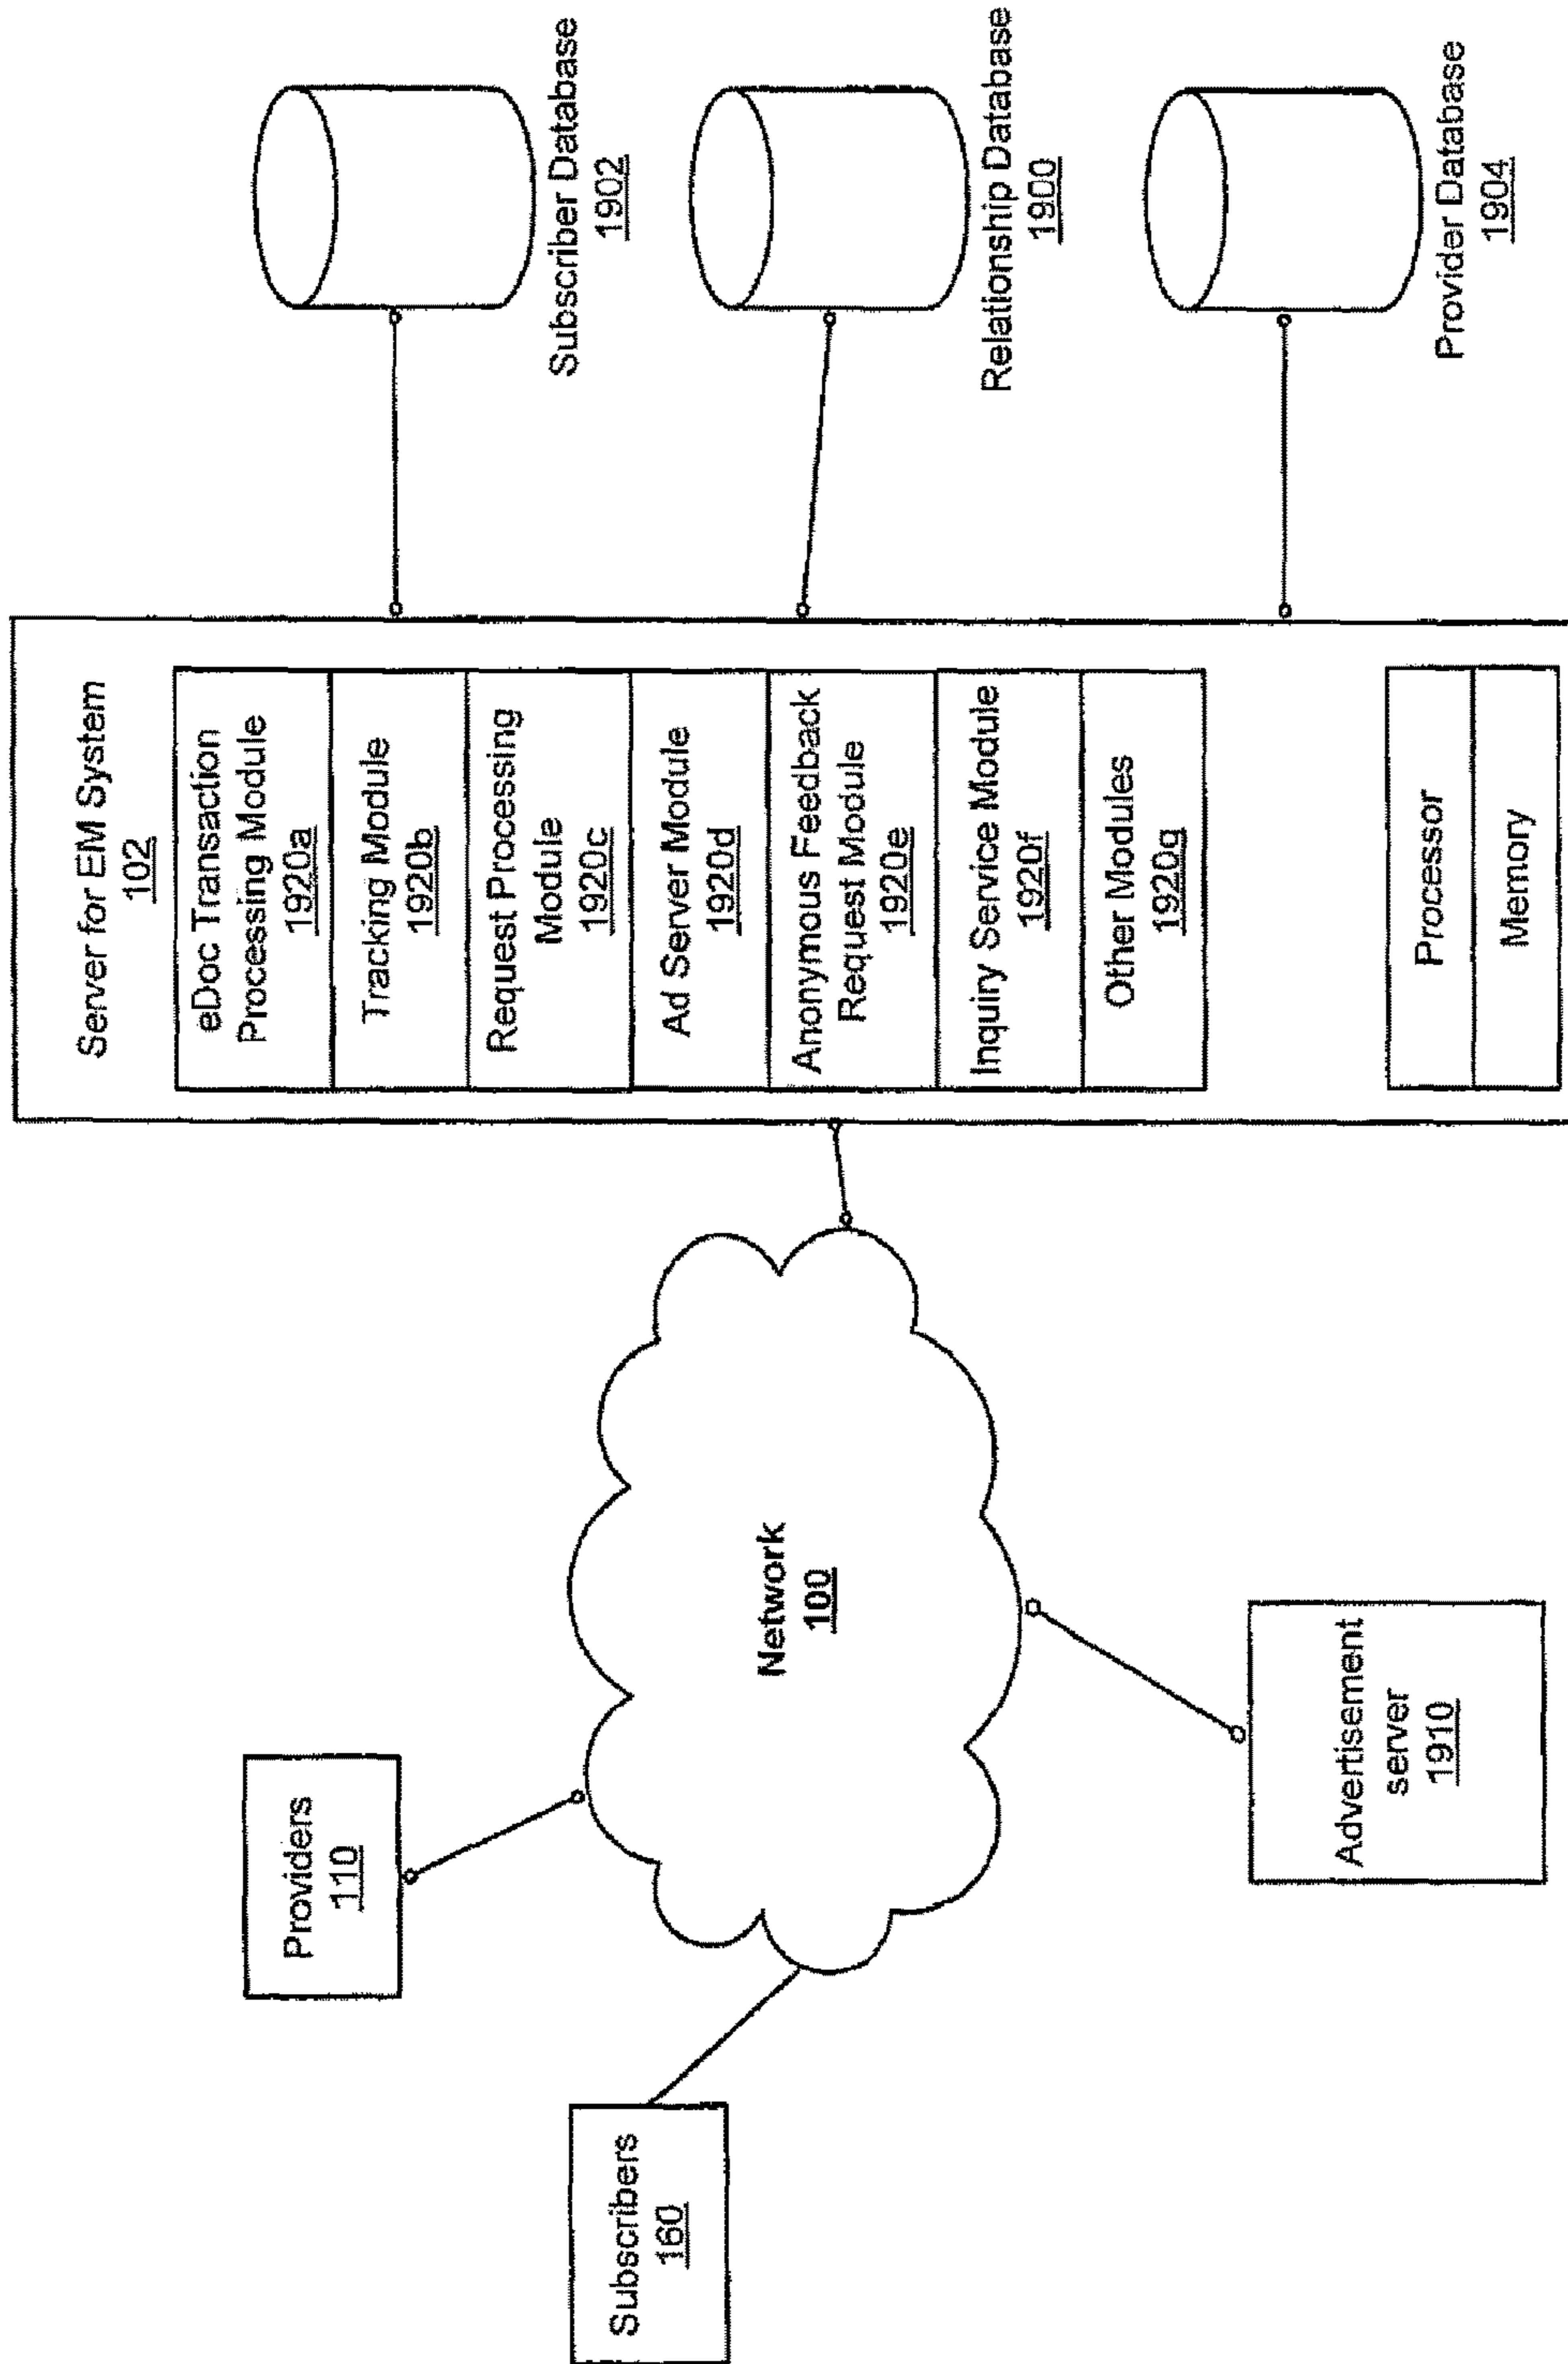 Server for EM System
102
eDoc Transaction
Processing Module
1920a
Tracking Module
1920b
Request Processing
Module
1920c
Ad Server Module
1920d
Anonymous Feedback
Request Module
1920e
Inquiry Service Module
1920f
Other Modules
1920g
Processor
Memory
Subscriber Database
1902
Relationship Database
1900
Provider Database
1904
Providers
110
Subscribers
160
Network
100
Advertisement
server
1910